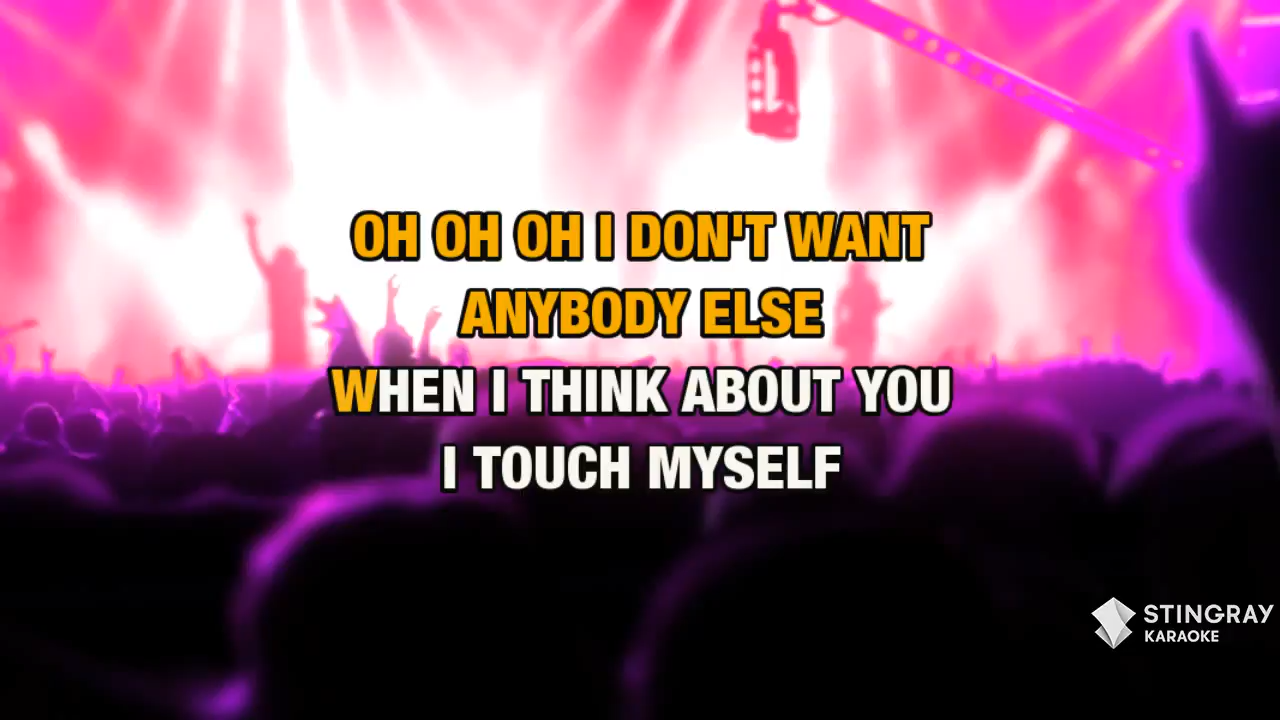 OH OH OH I DON'T WANT
ANYBODY ELSE
WHEN I THINK ABOUT YOU
I TOUCH MYSELF
STINGRAY
KARAOKE